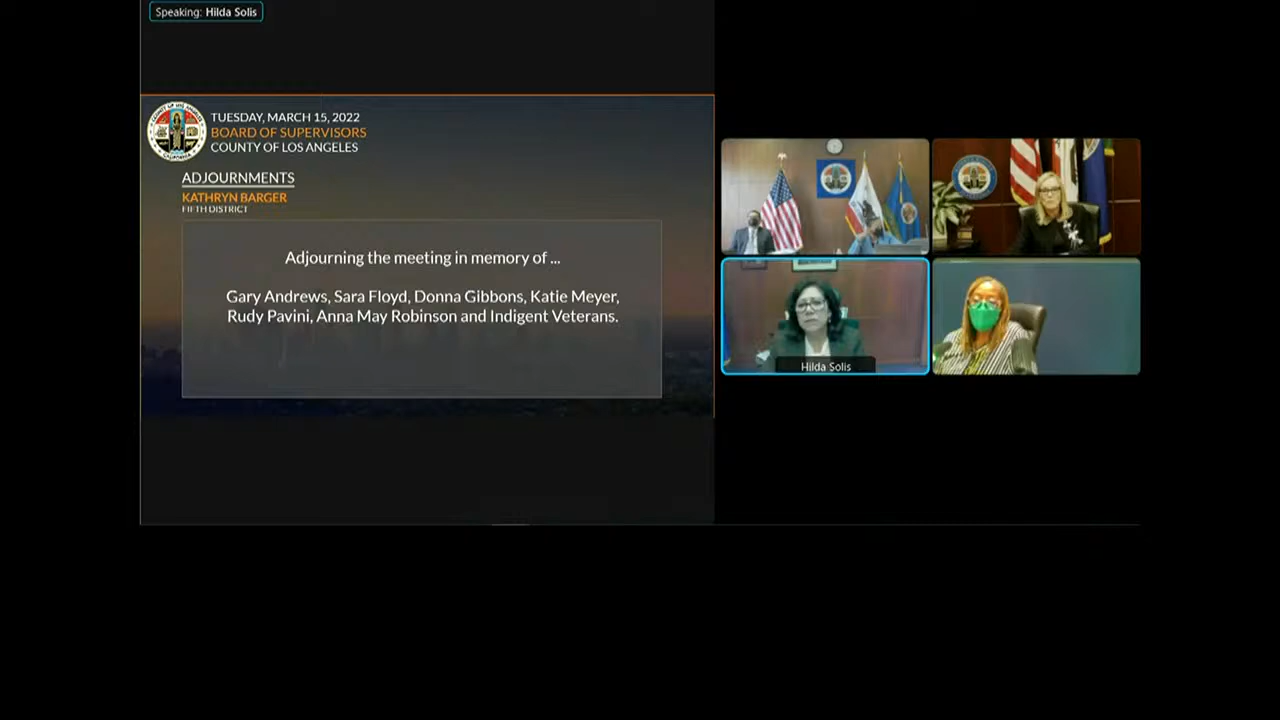 Speaking: Hilda Solis
TUESDAY, MARCH 15, 2022
BOARD OF SUPERVISORS
COUNTY OF LOS ANGELES
ADJOURNMENTS
KATHRYN BARGER
FIFTH DISTRICT
Adjourning the meeting in memory of ...
Gary Andrews, Sara Floyd, Donna Gibbons, Katie Meyer,
Rudy Pavini, Anna May Robinson and Indigent Veterans.
Hilda Solis